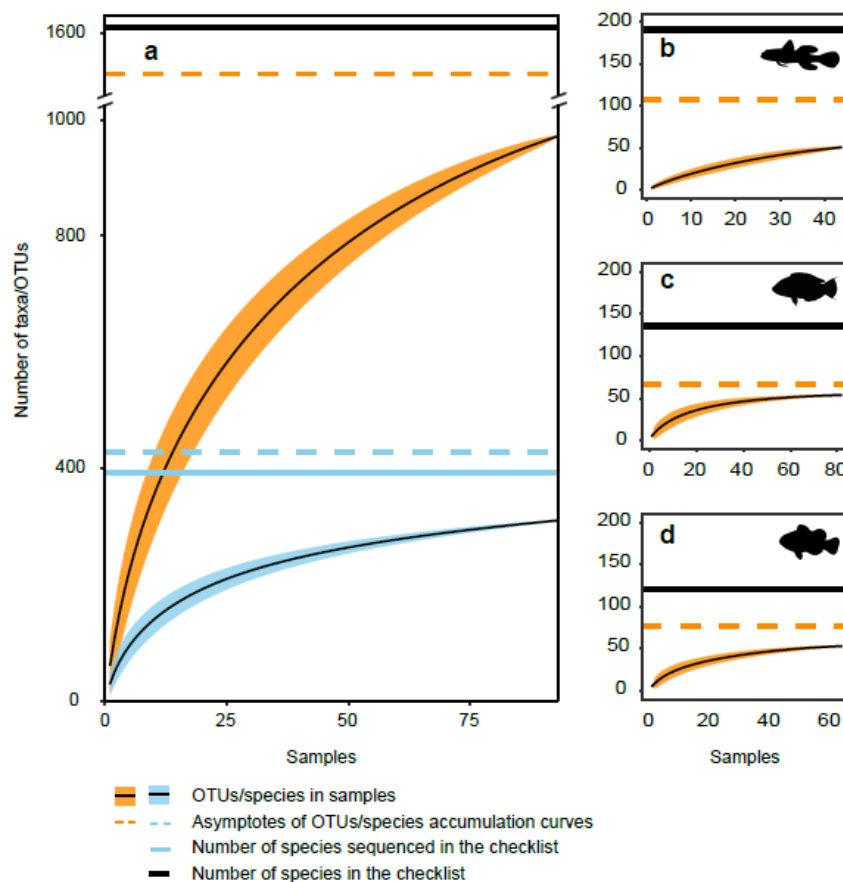 a
1600
1000
800
400
0
Number of taxa/OTUs
0 25 50 75
Samples
b
200
150
100
50
0
0 10 20 30 40
c
200
150
100
50
0
0 20 40 60 80
d
200
150
100
50
0
0 20 40 60
Samples
OTUs/species in samples
Asymptotes of OTUs/species accumulation curves
Number of species sequenced in the checklist
Number of species in the checklist